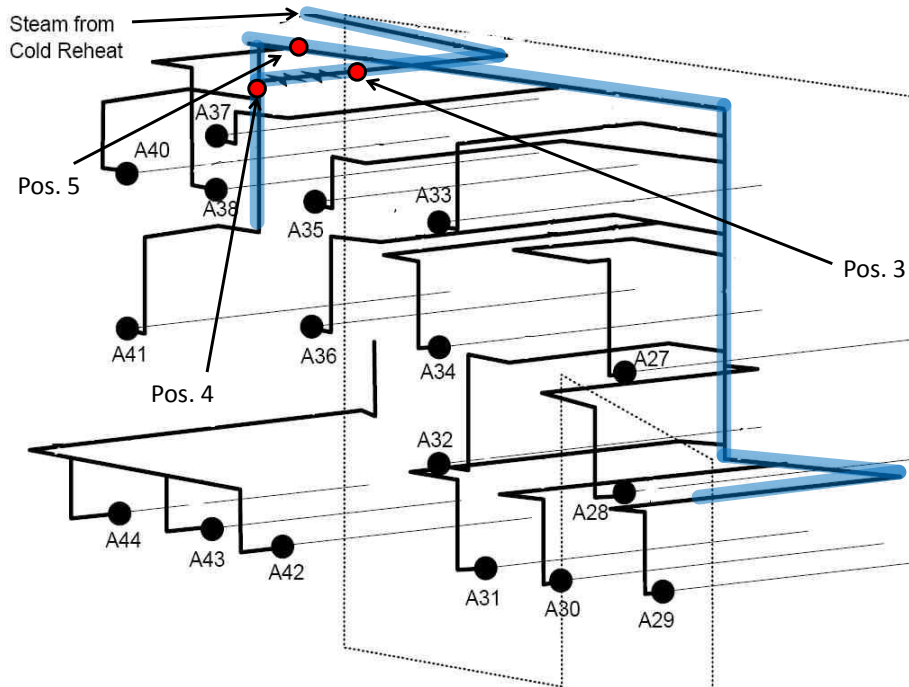 Steam from
Cold Reheat
A37
A40
Pos. 5
A38
A35
A33
Pos. 3
A41
A36
A34
A27
Pos. 4
A32
A28
A44
A43
A42
A31
A30
A29